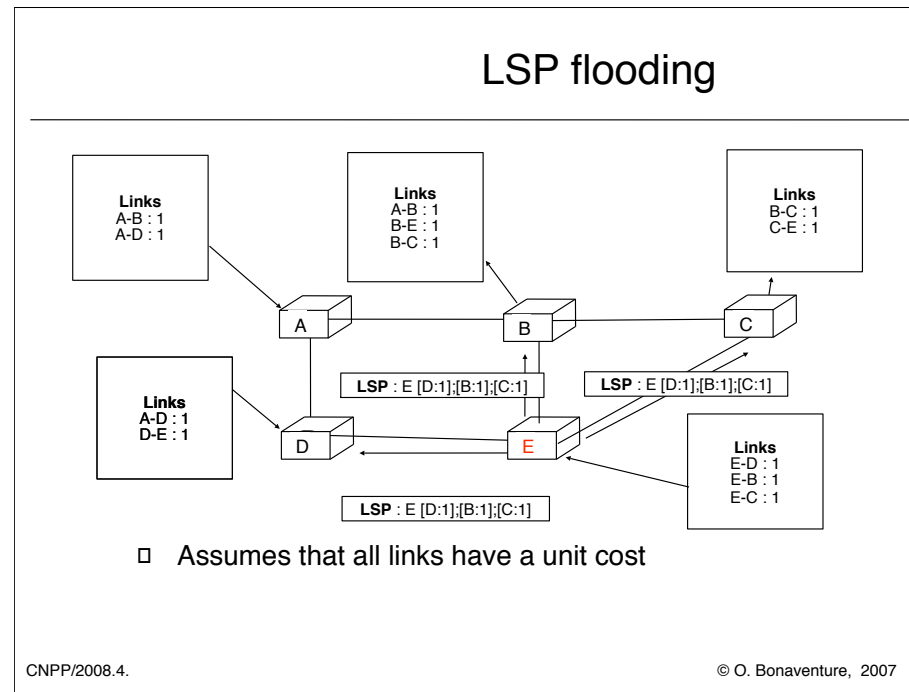 LSP flooding
Links
A-B : 1
A-D : 1
Links
A-B : 1
B-E : 1
B-C : 1
Links
B-C : 1
C-E : 1
A
B
C
LSP : E [D:1];[B:1];[C:1]
LSP : E [D:1];[B:1];[C:1]
Links
A-D : 1
D-E : 1
D
E
Links
E-D : 1
E-B : 1
E-C : 1
LSP : E [D:1];[B:1];[C:1]
Assumes that all links have a unit cost
CNPP/2008.4.
© O. Bonaventure, 2007